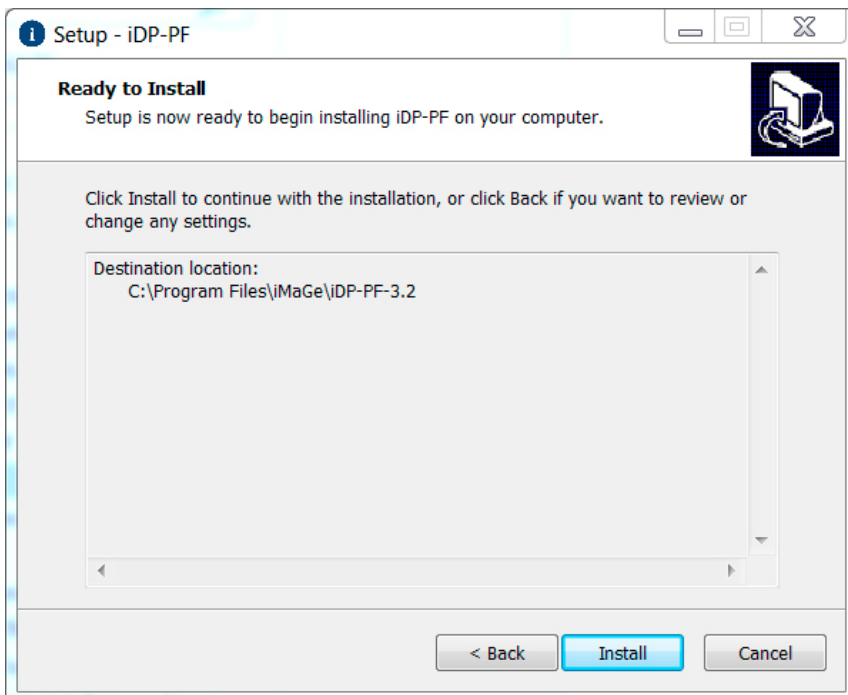 Setup - iDP-PF
Ready to Install
Setup is now ready to begin installing iDP-PF on your computer.
Click Install to continue with the installation, or click Back if you want to review or
change any settings.
Destination location:
C:\Program Files\iMaGe\iDP-PF-3.2
< Back
Install
Cancel